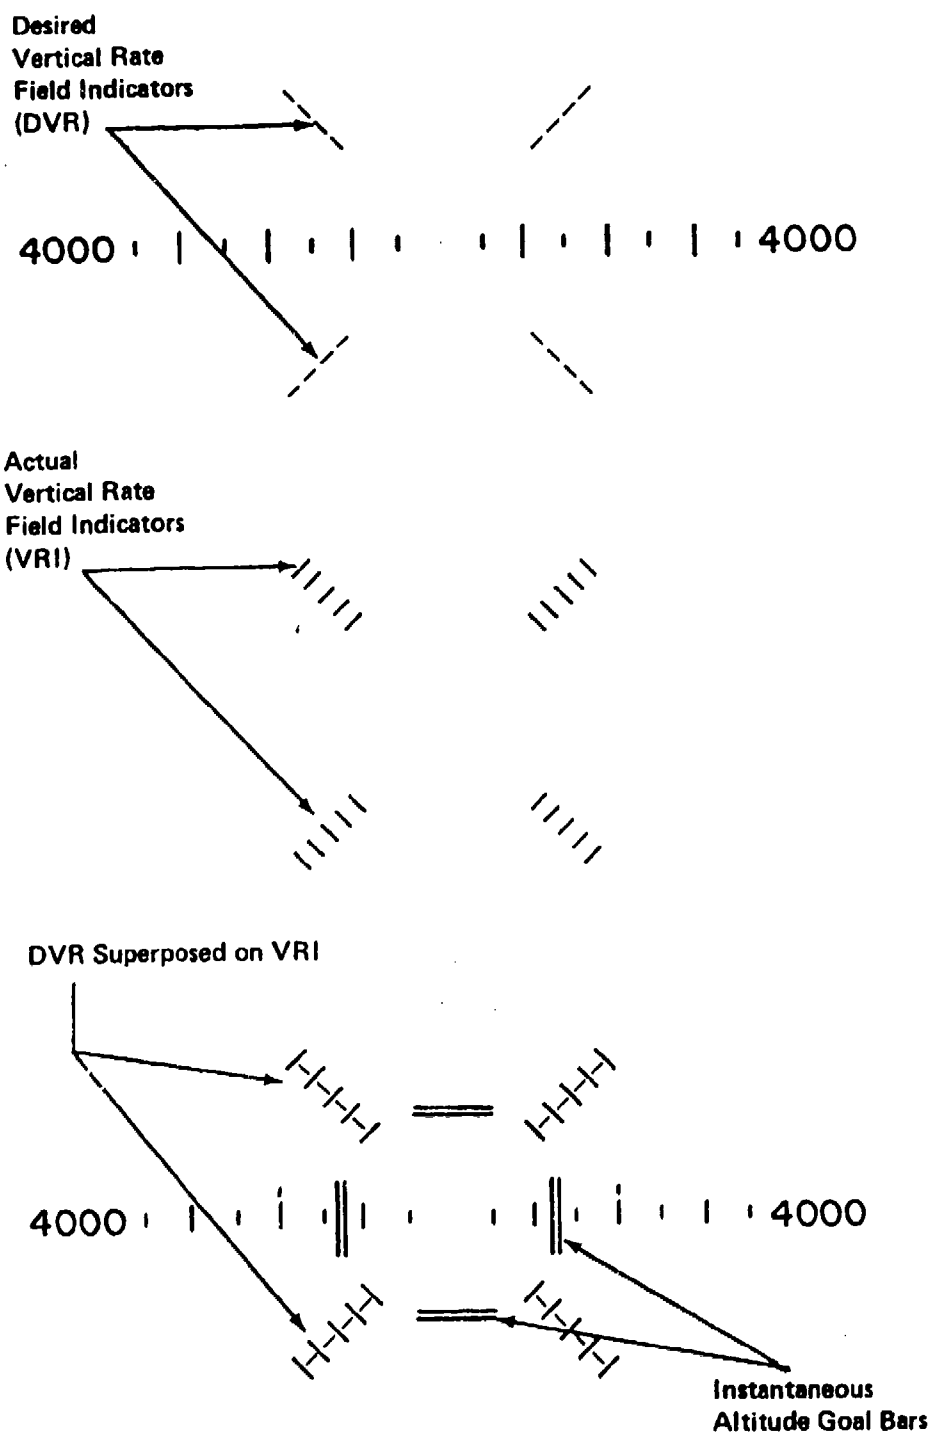 Desired
Vertical Rate
Field Indicators
(DVR)
4000 4000
Actual
Vertical Rate
Field Indicators
(VRI)
DVR Superposed on VRI
4000 4000
Instantaneous
Altitude Goal Bars